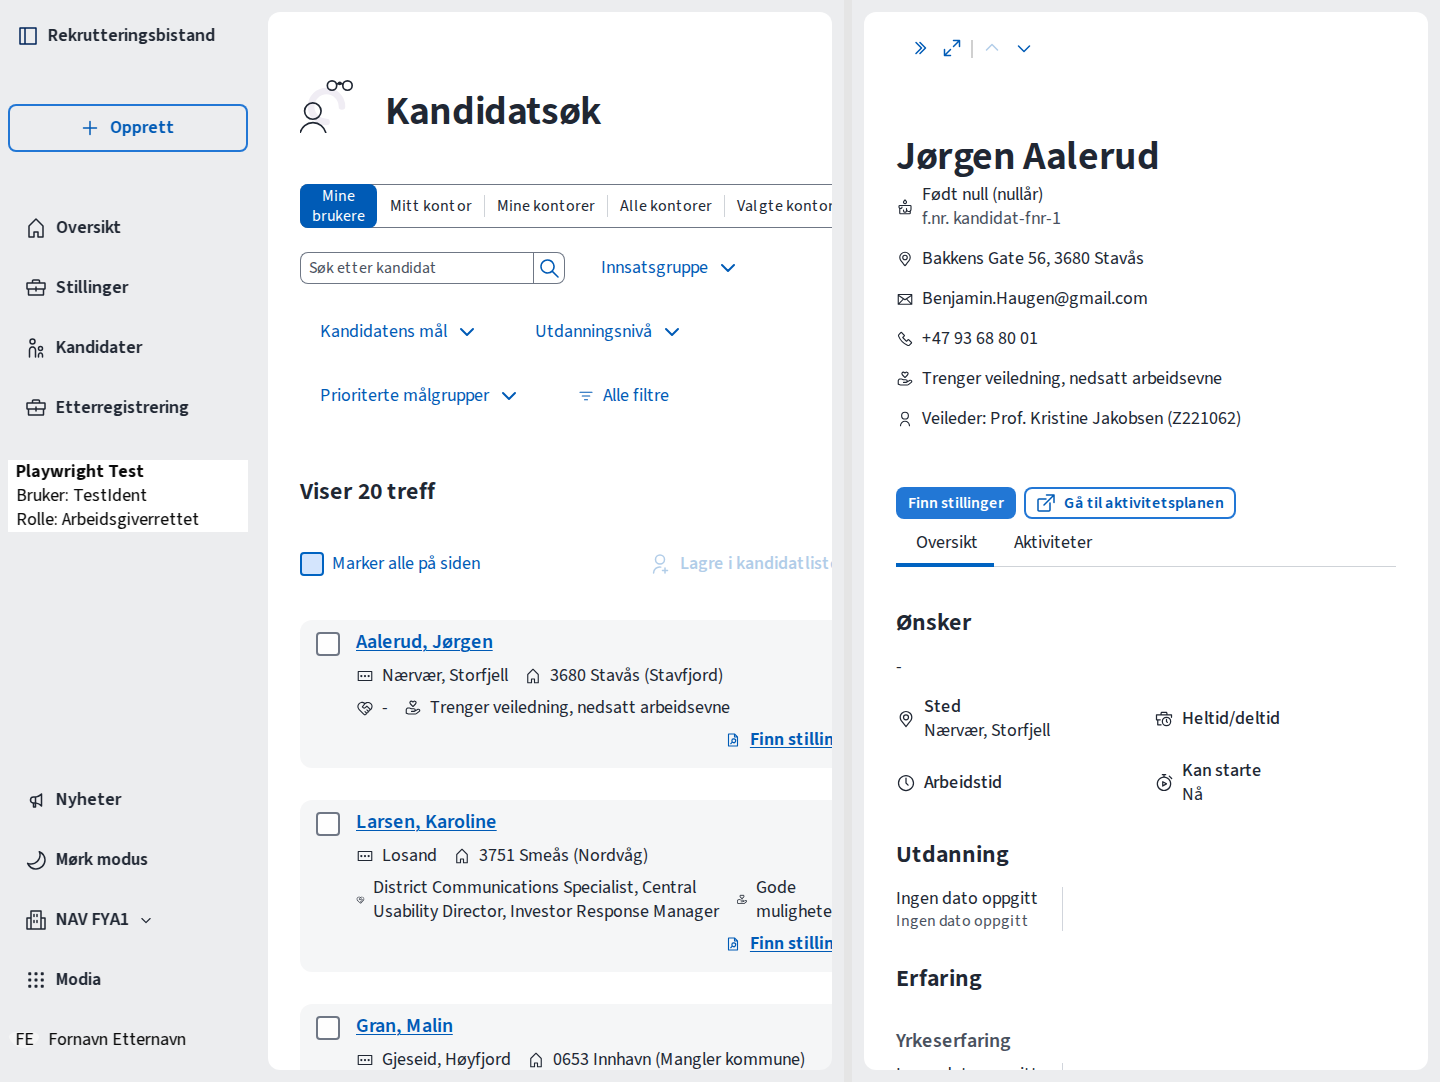 Rekrutteringsbistand
Opprett
Oversikt
Stillinger
Kandidater
Etterregistrering
Playwright Test
Bruker: TestIdent
Rolle: Arbeidsgiverrettet
Nyheter
Mørk modus
NAV FYA1
Modia
FE Fornavn Etternavn
Kandidatsøk
Mine brukere
Mitt kontor
Mine kontorer
Alle kontorer
Valgte kontor
Søk etter kandidat
Innsatsgruppe
Kandidatens mål
Utdanningsnivå
Prioriterte målgrupper
Alle filtre
Viser 20 treff
Marker alle på siden
Lagre i kandidatliste
Aalerud, Jørgen
Nærvær, Storfjell
3680 Stavås (Stavfjord)
-
Trenger veiledning, nedsatt arbeidsevne
Finn stillin
Larsen, Karoline
Losand
3751 Smeås (Nordvåg)
District Communications Specialist, Central
Usability Director, Investor Response Manager
Gode
mulighete
Finn stillin
Gran, Malin
Gjeseid, Høyfjord
0653 Innhavn (Mangler kommune)
Jørgen Aalerud
Født null (nullår)
f.nr. kandidat-fnr-1
Bakkens Gate 56, 3680 Stavås
Benjamin.Haugen@gmail.com
+47 93 68 80 01
Trenger veiledning, nedsatt arbeidsevne
Veileder: Prof. Kristine Jakobsen (Z221062)
Finn stillinger
Gå til aktivitetsplanen
Oversikt
Aktiviteter
Ønsker
-
Sted
Nærvær, Storfjell
Heltid/deltid
Arbeidstid
Kan starte
Nå
Utdanning
Ingen dato oppgitt
Ingen dato oppgitt
Erfaring
Yrkeserfaring